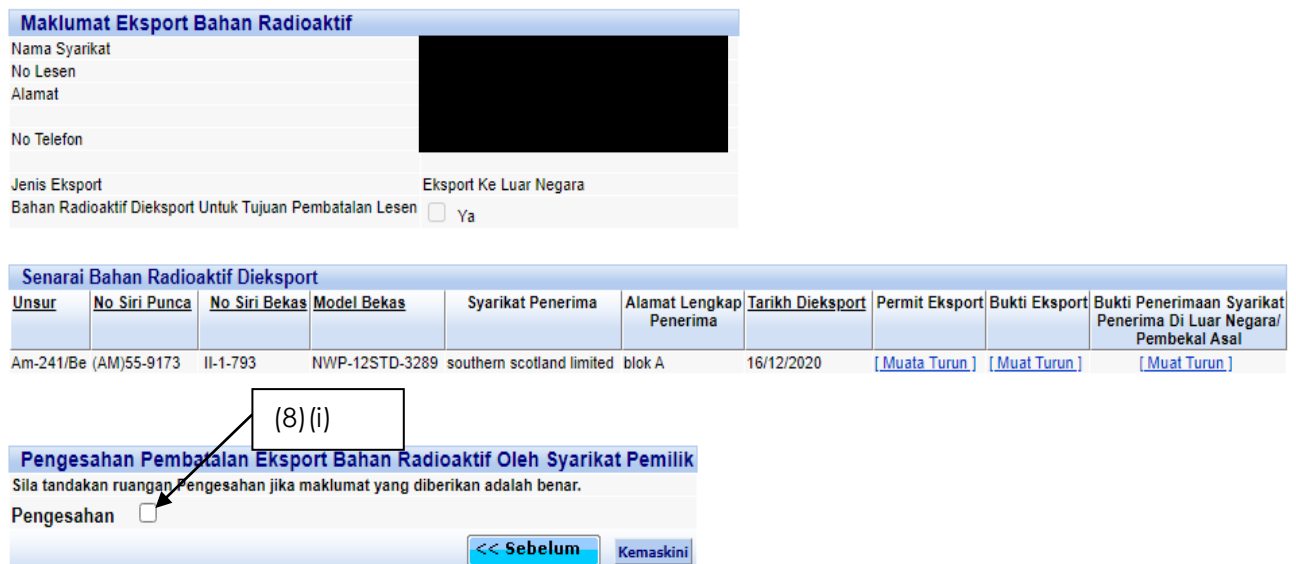 Maklumat Eksport Bahan Radioaktif
Nama Syarikat
No Lesen
Alamat
No Telefon
Jenis Eksport Eksport Ke Luar Negara
Bahan Radioaktif Dieksport Untuk Tujuan Pembatalan Lesen Ya
Senarai Bahan Radioaktif Dieksport
Unsur No Siri Punca No Siri Bekas Model Bekas Syarikat Penerima Alamat Lengkap Penerima Tarikh Dieksport Permit Eksport Bukti Eksport Bukti Penerimaan Syarikat Penerima Di Luar Negara/ Pembekal Asal
Am-241/Be (AM)55-9173 II-1-793 NWP-12STD-3289 southern scotland limited blok A 16/12/2020 [ Muata Turun ] [ Muat Turun ] [ Muat Turun ]
(8)(i)
Pengesahan Pembatalan Eksport Bahan Radioaktif Oleh Syarikat Pemilik
Sila tandakan ruangan Pengesahan jika maklumat yang diberikan adalah benar.
Pengesahan
<< Sebelum Kemaskini